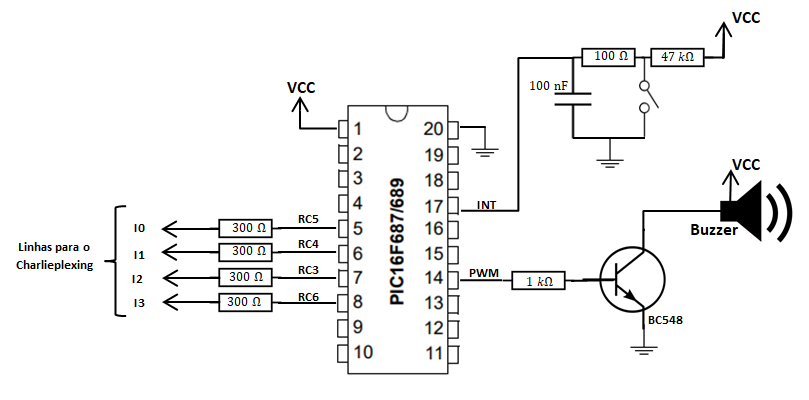 VCC
100 Ω
47 kΩ
100 nF
VCC
1
2
3
4
5
6
7
8
9
10
20
19
18
17
16
15
14
13
12
11
PIC16F687/689
INT
PWM
1 kΩ
VCC
Buzzer
BC548
Linhas para o
Charlieplexing
I0
300 Ω
RC5
I1
300 Ω
RC4
I2
300 Ω
RC3
I3
300 Ω
RC6